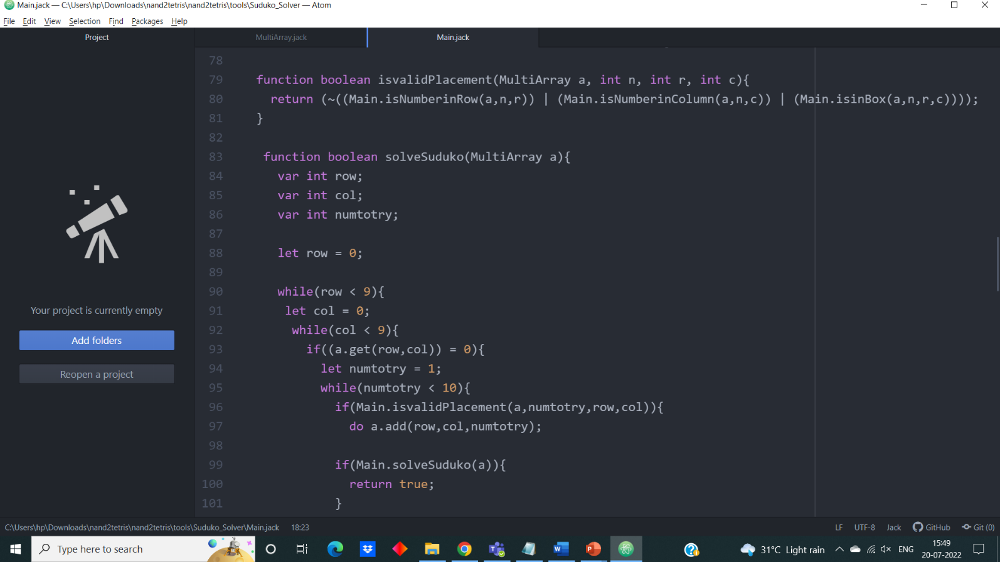 Main.jack — C:\Users\hp\Downloads\nand2tetris\nand2tetris\tools\Suduko_Solver — Atom
File Edit View Selection Find Packages Help
Project
MultiArray.jack
Main.jack
78
79 function boolean isvalidPlacement(MultiArray a, int n, int r, int c){
80 return (~((Main.isNumberinRow(a,n,r)) | (Main.isNumberinColumn(a,n,c)) | (Main.isinBox(a,n,r,c))));
81 }
82
83 function boolean solveSuduko(MultiArray a){
84 var int row;
85 var int col;
86 var int numtotry;
87
88 let row = 0;
89
90 while(row < 9){
91 let col = 0;
92 while(col < 9){
93 if((a.get(row,col)) = 0){
94 let numtotry = 1;
95 while(numtotry < 10){
96 if(Main.isvalidPlacement(a,numtotry,row,col)){
97 do a.add(row,col,numtotry);
98
99 if(Main.solveSuduko(a)){
100 return true;
101 }
Your project is currently empty
Add folders
Reopen a project
C:\Users\hp\Downloads\nand2tetris\nand2tetris\tools\Suduko_Solver\Main.jack 18:23
LF UTF-8 Jack GitHub Git (0)
Type here to search
31°C Light rain
ENG
15:49
20-07-2022